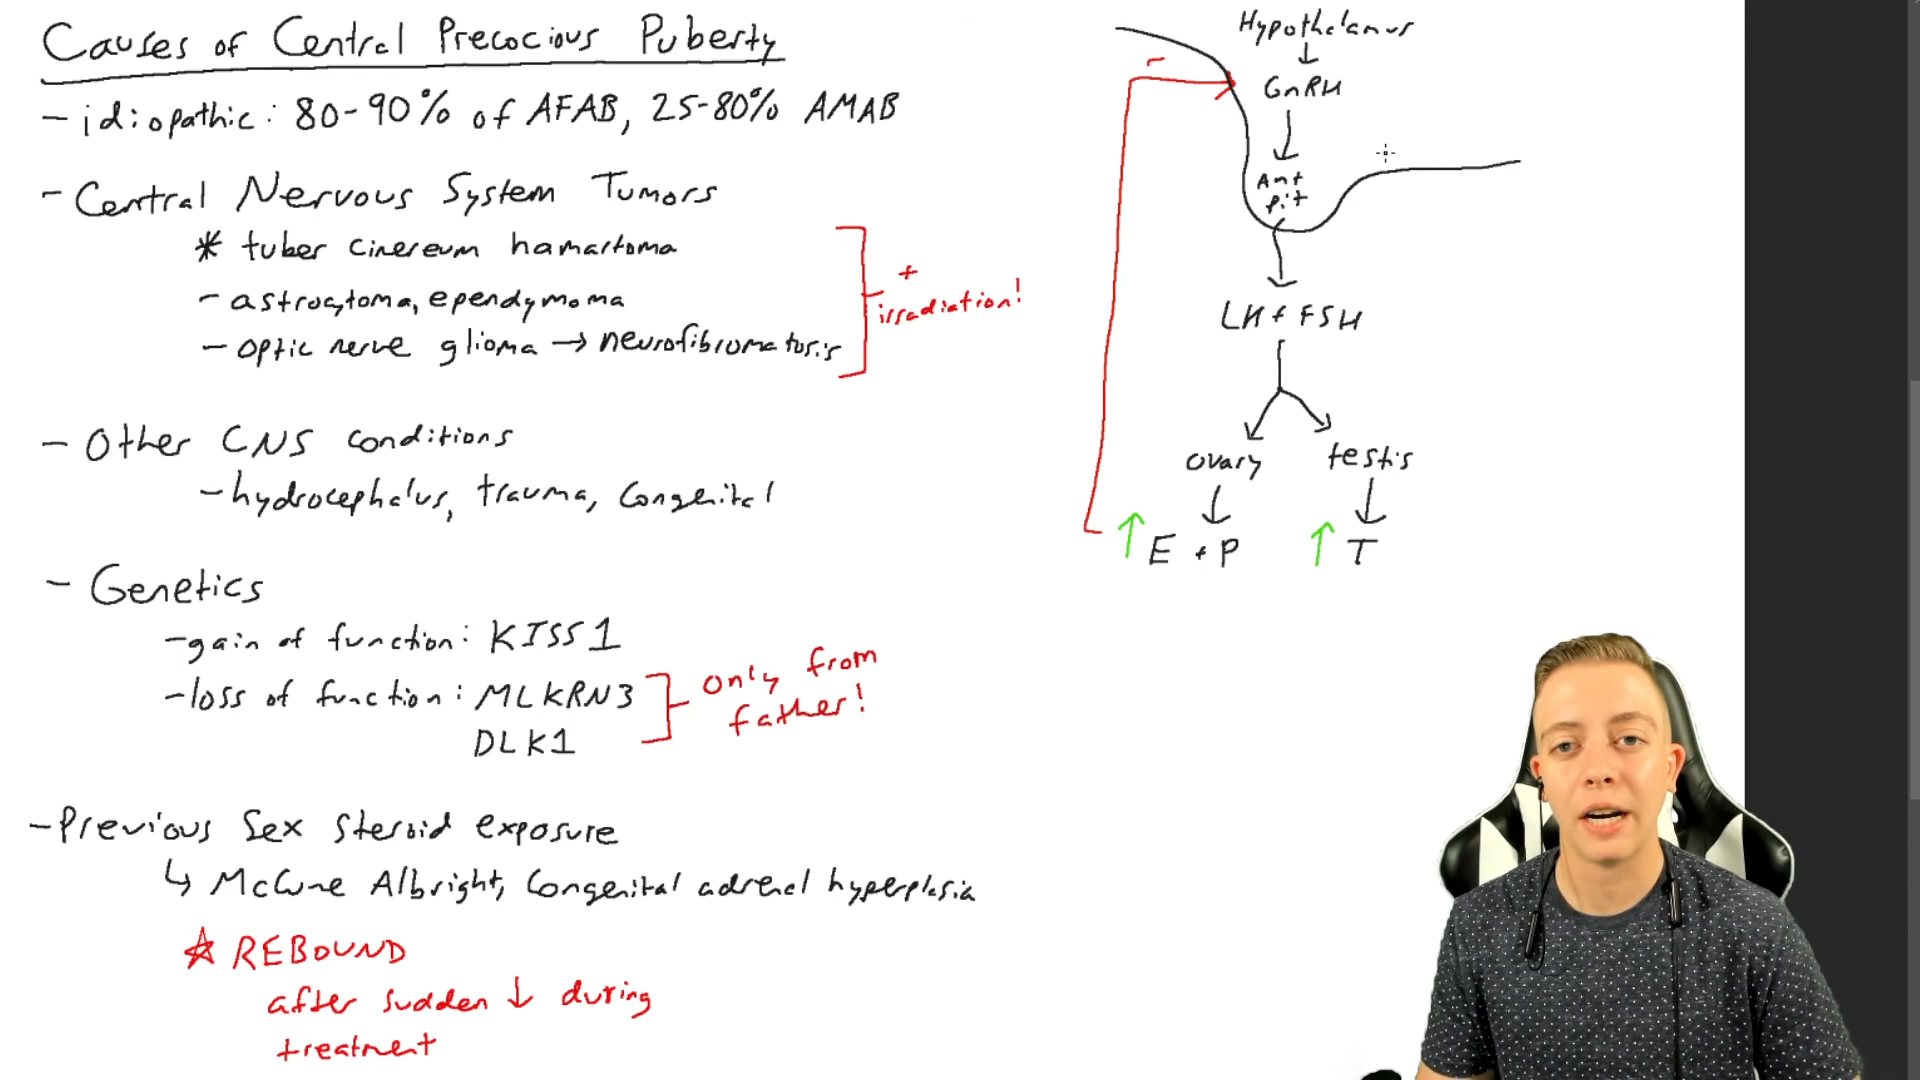 Causes of Central Precocious Puberty
- idiopathic: 80-90% of AFAB, 25-80% AMAB
- Central Nervous System Tumors
* tuber cinereum hamartoma
- astrocytoma, ependymoma
- optic nerve glioma → neurofibromatosis
+
irradiation!
- Other CNS conditions
- hydrocephalus, trauma, congenital
- Genetics
- gain of function: KISS1
- loss of function: MLKRN3
DLK1
only from
father!
- Previous Sex Steroid exposure
↳ McCune Albright, Congenital adrenal hyperplasia
☆ REBOUND
after sudden ↓ during
treatment
Hypothalamus
↓
-
GnRH
↓
Ant
pit
↓
LH + FSH
ovary testis
↓ ↓
↑ E + P ↑ T